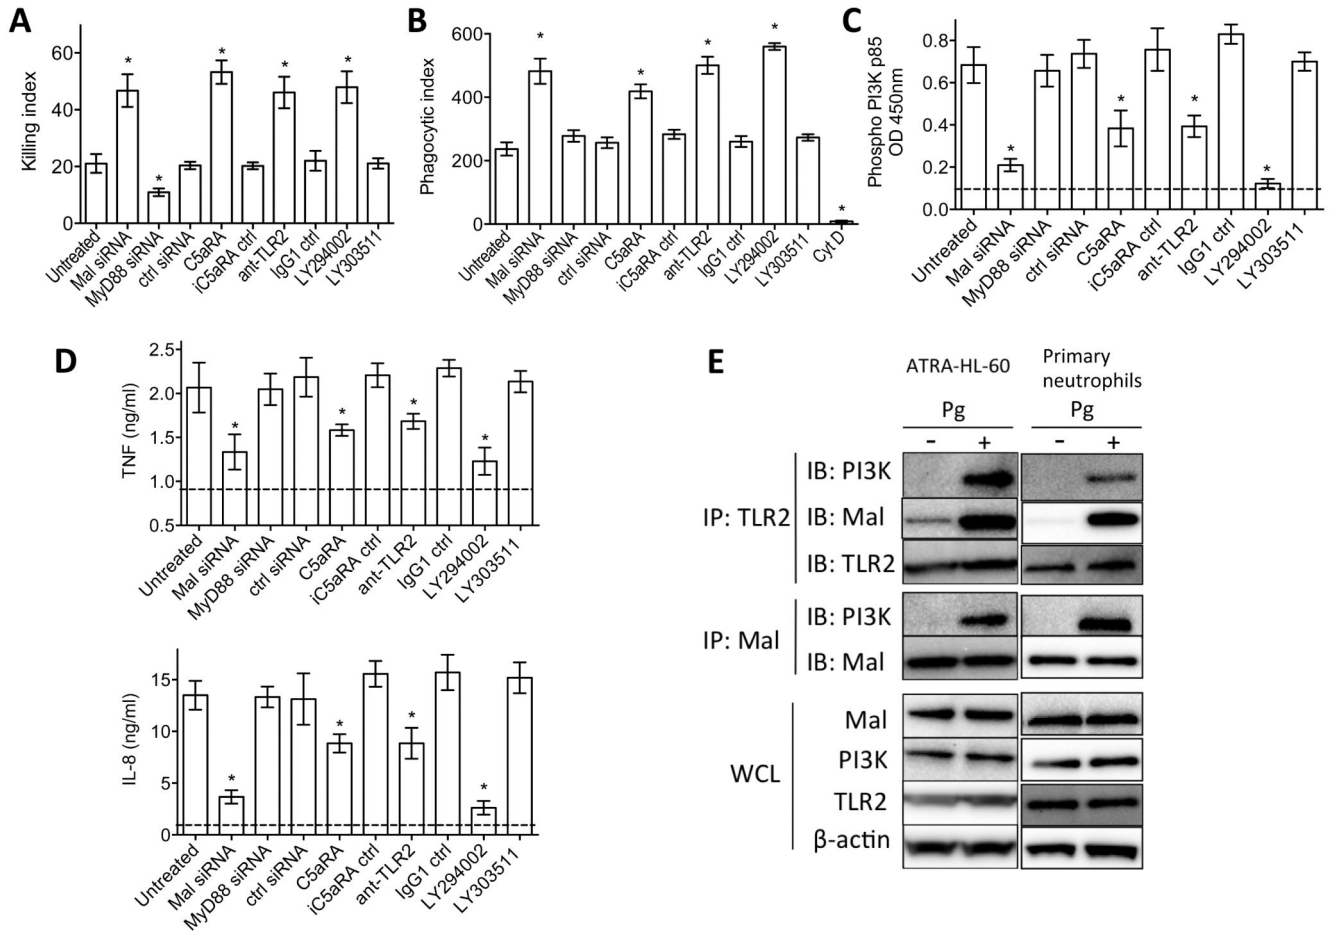 A
Killing index
60
40
20
0
Untreated
Mal siRNA
MyD88 siRNA
ctrl siRNA
C5aRA
iC5aRA ctrl
ant-TLR2
IgG1 ctrl
LY294002
LY303511
*
*
*
*
*
B
Phagocytic index
600
400
200
0
Untreated
Mal siRNA
MyD88 siRNA
ctrl siRNA
C5aRA
iC5aRA ctrl
ant-TLR2
IgG1 ctrl
LY294002
LY303511
Cyt D
*
*
*
*
*
C
Phospho PI3K p85
OD 450nm
0.8
0.6
0.4
0.2
0.0
Untreated
Mal siRNA
MyD88 siRNA
ctrl siRNA
C5aRA
iC5aRA ctrl
ant-TLR2
IgG1 ctrl
LY294002
LY303511
*
*
*
*
D
TNF (ng/ml)
2.5
2.0
1.5
1.0
0.5
Untreated
Mal siRNA
MyD88 siRNA
ctrl siRNA
C5aRA
iC5aRA ctrl
ant-TLR2
IgG1 ctrl
LY294002
LY303511
*
*
*
*
IL-8 (ng/ml)
15
10
5
0
Untreated
Mal siRNA
MyD88 siRNA
ctrl siRNA
C5aRA
iC5aRA ctrl
ant-TLR2
IgG1 ctrl
LY294002
LY303511
*
*
*
*
E
ATRA-HL-60
Primary
neutrophils
Pg Pg
- + - +
IP: TLR2
IB: PI3K
IB: Mal
IB: TLR2
IP: Mal
IB: PI3K
IB: Mal
WCL
Mal
PI3K
TLR2
β-actin